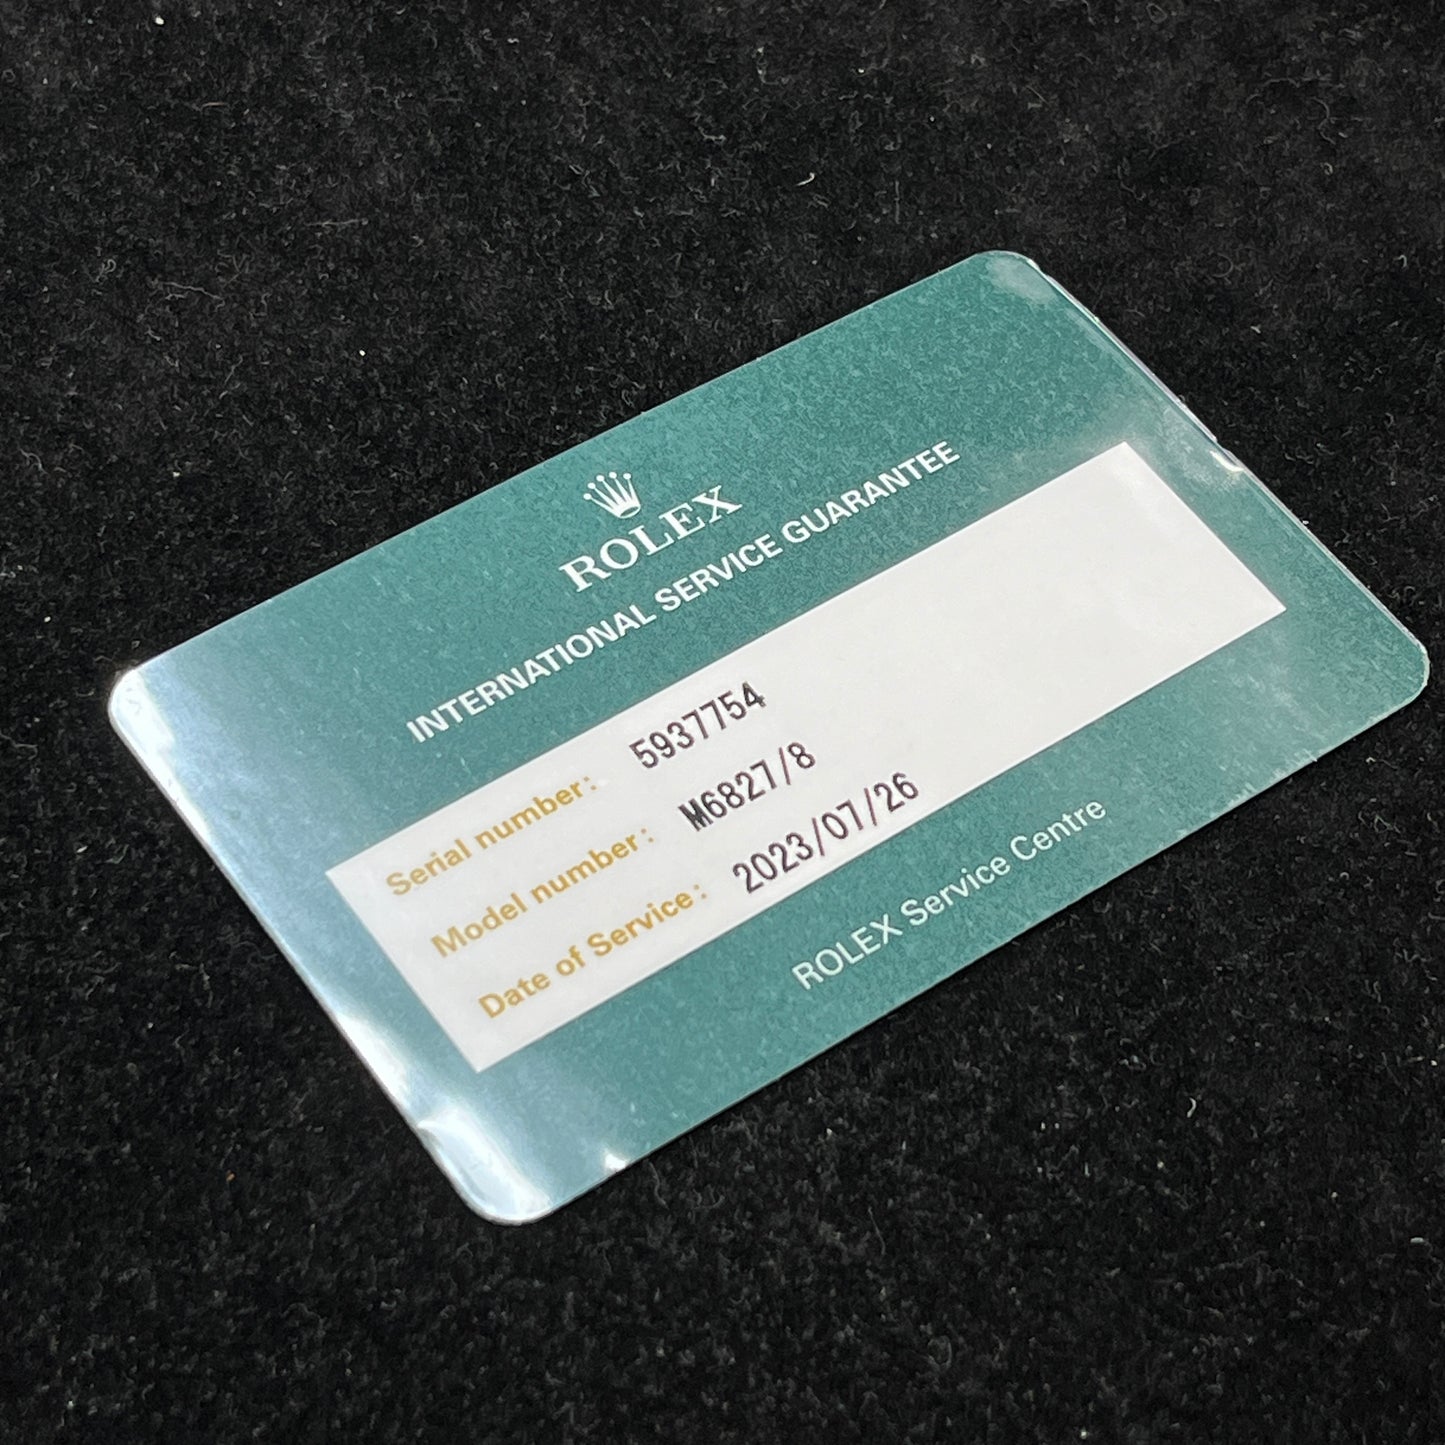 ROLEX
INTERNATIONAL SERVICE GUARANTEE
Serial number: 5937754
Model number: M6827/8
Date of Service: 2023/07/26
ROLEX Service Centre